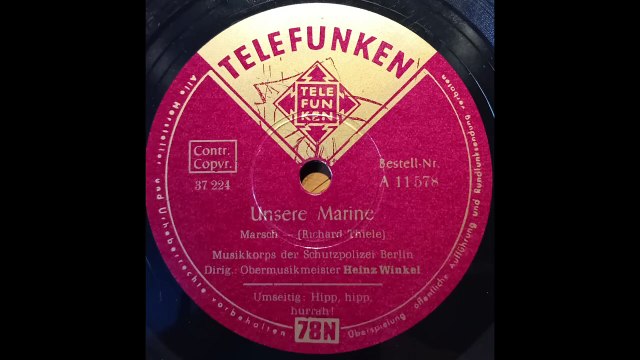 TELEFUNKEN
TELE
FUN
KEN
Contr.
Copyr.
37 224
Bestell-Nr.
A 11 578
Unsere Marine
Marsch — (Richard Thiele)
Musikkorps der Schutzpolizei Berlin
Dirig.: Obermusikmeister Heinz Winkel
Umseitig: Hipp, hipp,
hurrah!
78N
Alle Hersteller und Urheberrechte vorbehalten
Überspielung, öffentliche Aufführung und Rundfunksendung verboten